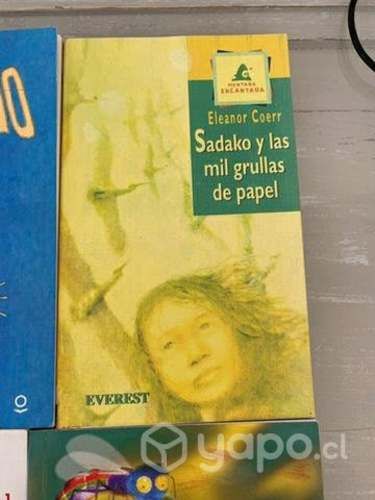 MONTAÑA
ENCANTADA
Eleanor Coerr
Sadako y las
mil grullas
de papel
EVEREST
yapo.cl